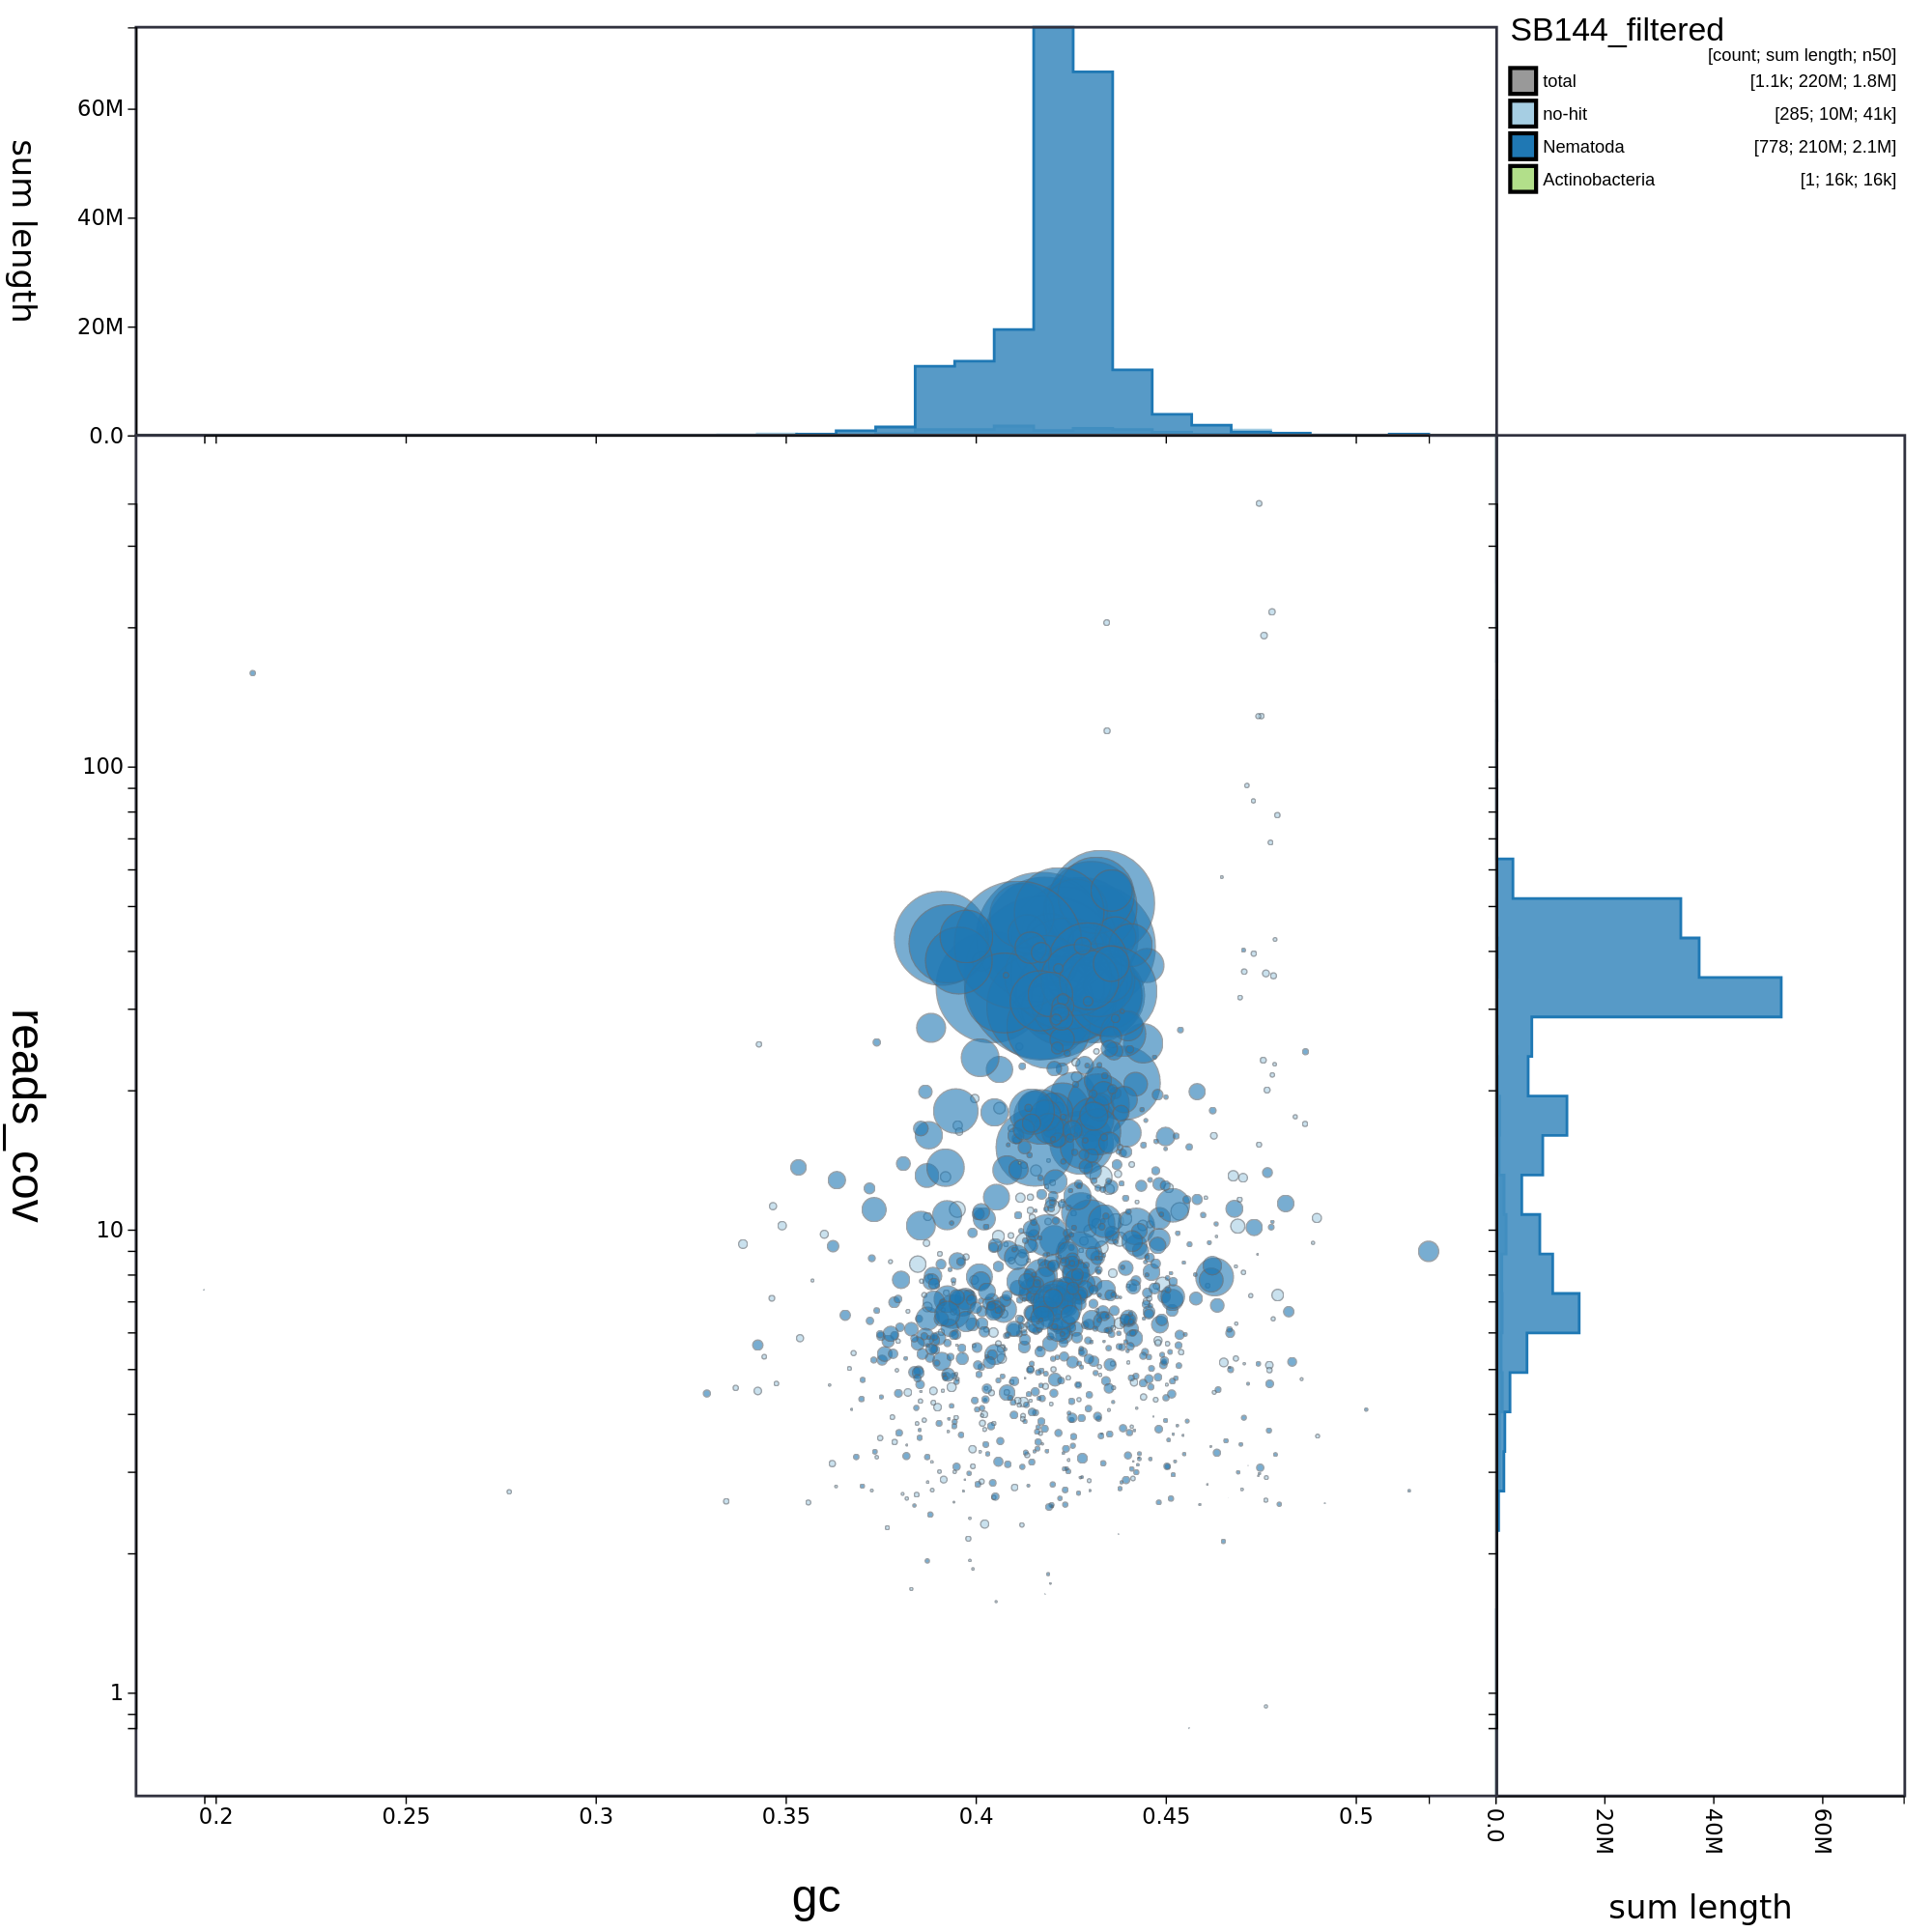 SB144_filtered
[count; sum length; n50]
total [1.1k; 220M; 1.8M]
no-hit [285; 10M; 41k]
Nematoda [778; 210M; 2.1M]
Actinobacteria [1; 16k; 16k]
sum length
60M
40M
20M
0.0
reads_cov
100
10
1
0.2 0.25 0.3 0.35 0.4 0.45 0.5
gc
0.0 20M 40M 60M
sum length